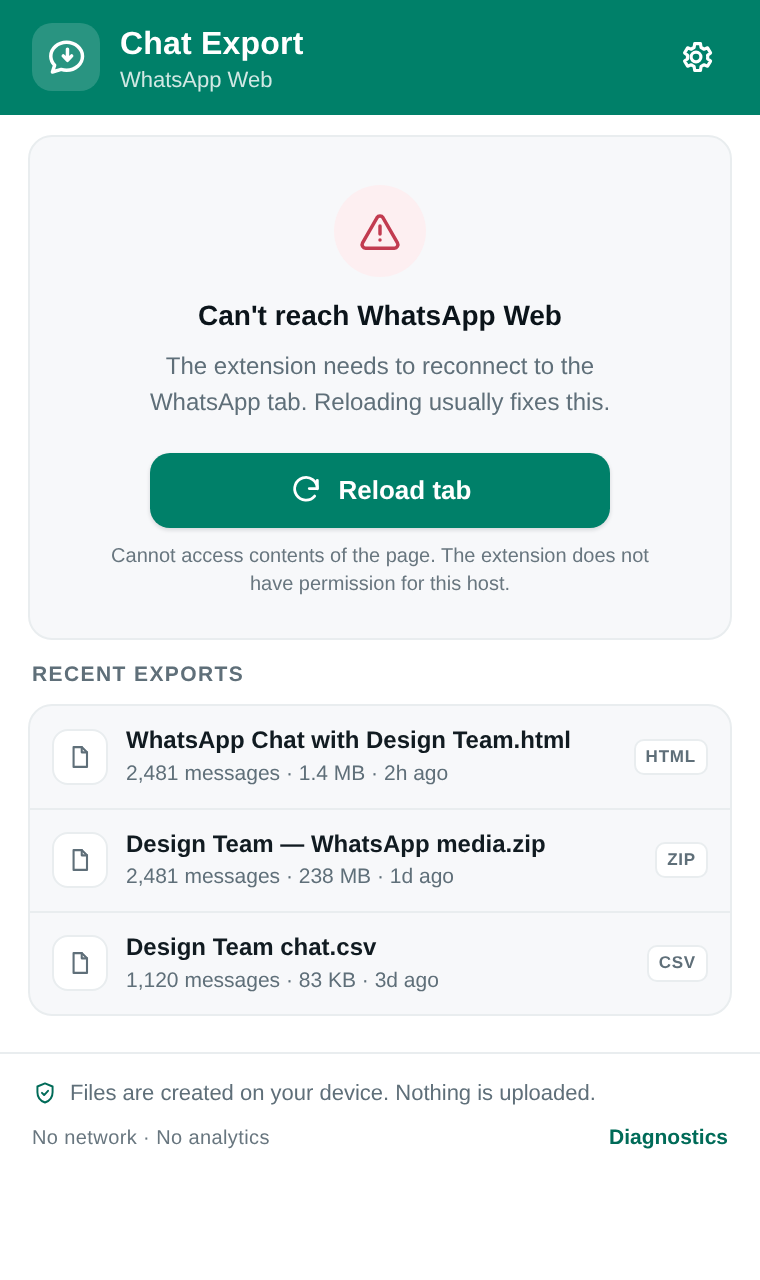 Chat Export
WhatsApp Web
Can't reach WhatsApp Web
The extension needs to reconnect to the
WhatsApp tab. Reloading usually fixes this.
Reload tab
Cannot access contents of the page. The extension does not
have permission for this host.
RECENT EXPORTS
WhatsApp Chat with Design Team.html
2,481 messages · 1.4 MB · 2h ago
HTML
Design Team — WhatsApp media.zip
2,481 messages · 238 MB · 1d ago
ZIP
Design Team chat.csv
1,120 messages · 83 KB · 3d ago
CSV
Files are created on your device. Nothing is uploaded.
No network · No analytics
Diagnostics